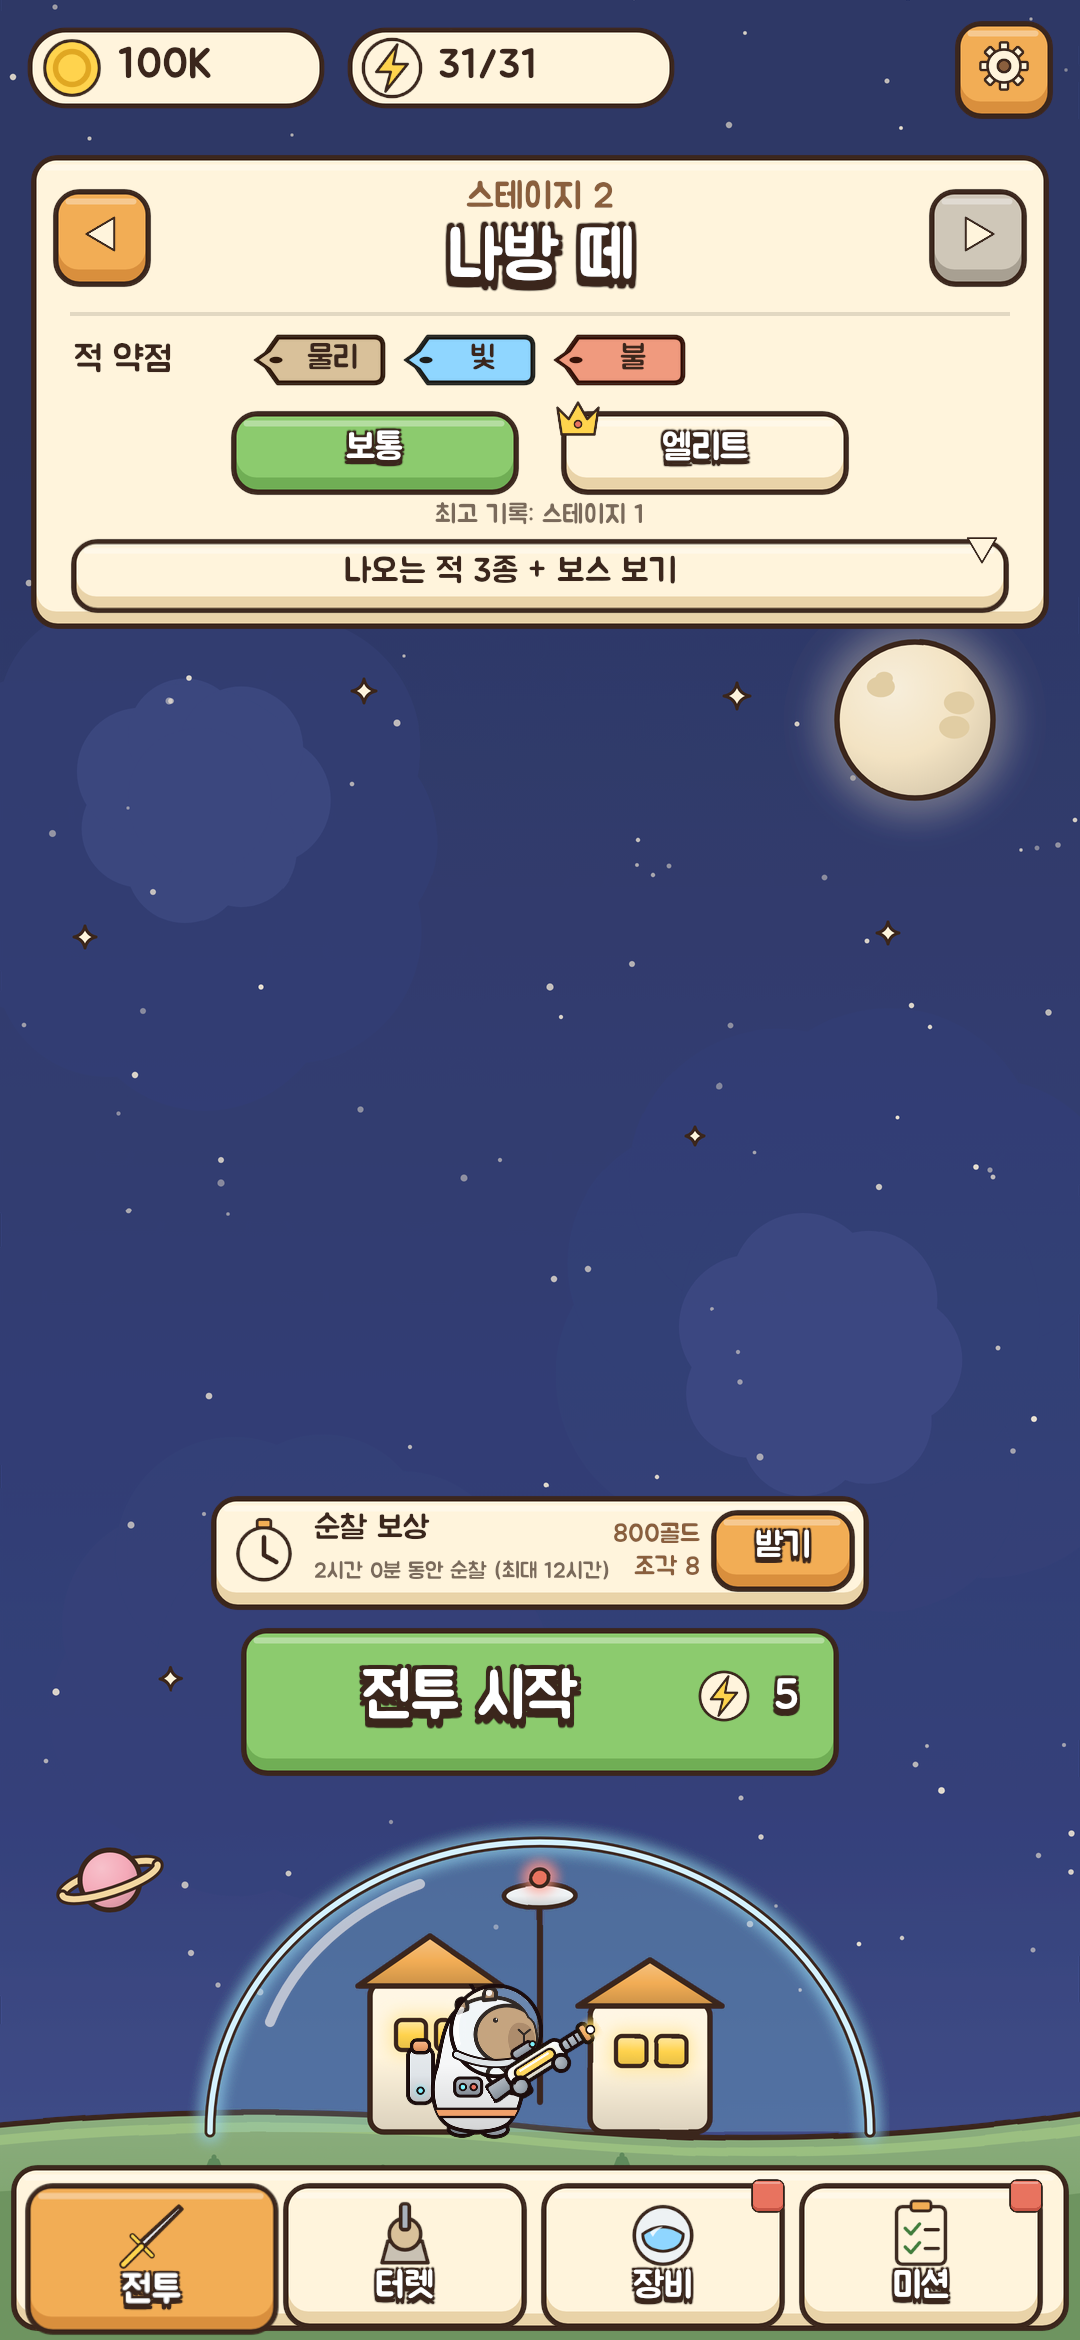 100K
31/31
스테이지 2
나방 떼
적 약점
물리
빛
불
보통
엘리트
최고 기록: 스테이지 1
나오는 적 3종 + 보스 보기
순찰 보상
2시간 0분 동안 순찰 (최대 12시간)
800골드
조각 8
받기
전투 시작
5
전투
터렛
장비
미션